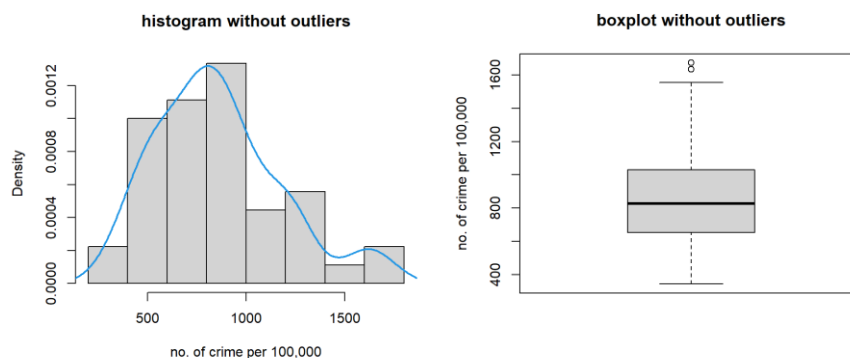 histogram without outliers
Density
0.0000 0.0004 0.0008 0.0012
500 1000 1500
no. of crime per 100,000
boxplot without outliers
no. of crime per 100,000
400 800 1200 1600